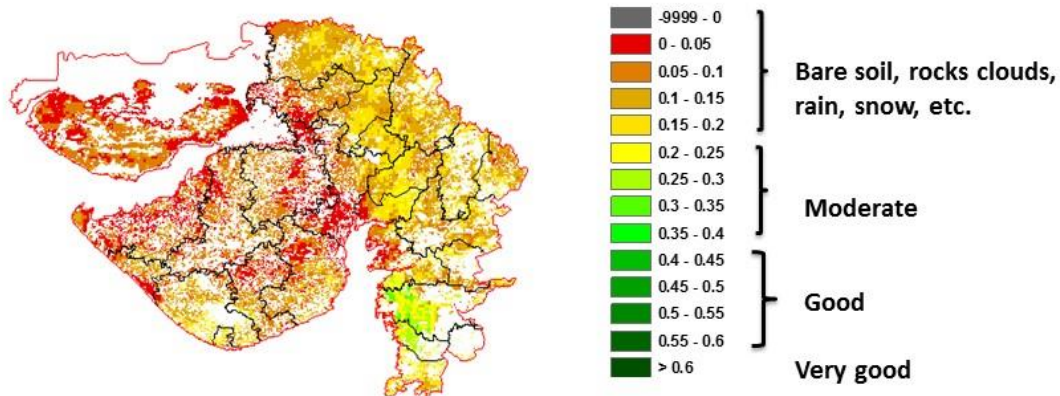 -9999 - 0
0 - 0.05
0.05 - 0.1
0.1 - 0.15
0.15 - 0.2
0.2 - 0.25
0.25 - 0.3
0.3 - 0.35
0.35 - 0.4
0.4 - 0.45
0.45 - 0.5
0.5 - 0.55
0.55 - 0.6
> 0.6
Bare soil, rocks clouds,
rain, snow, etc.
Moderate
Good
Very good